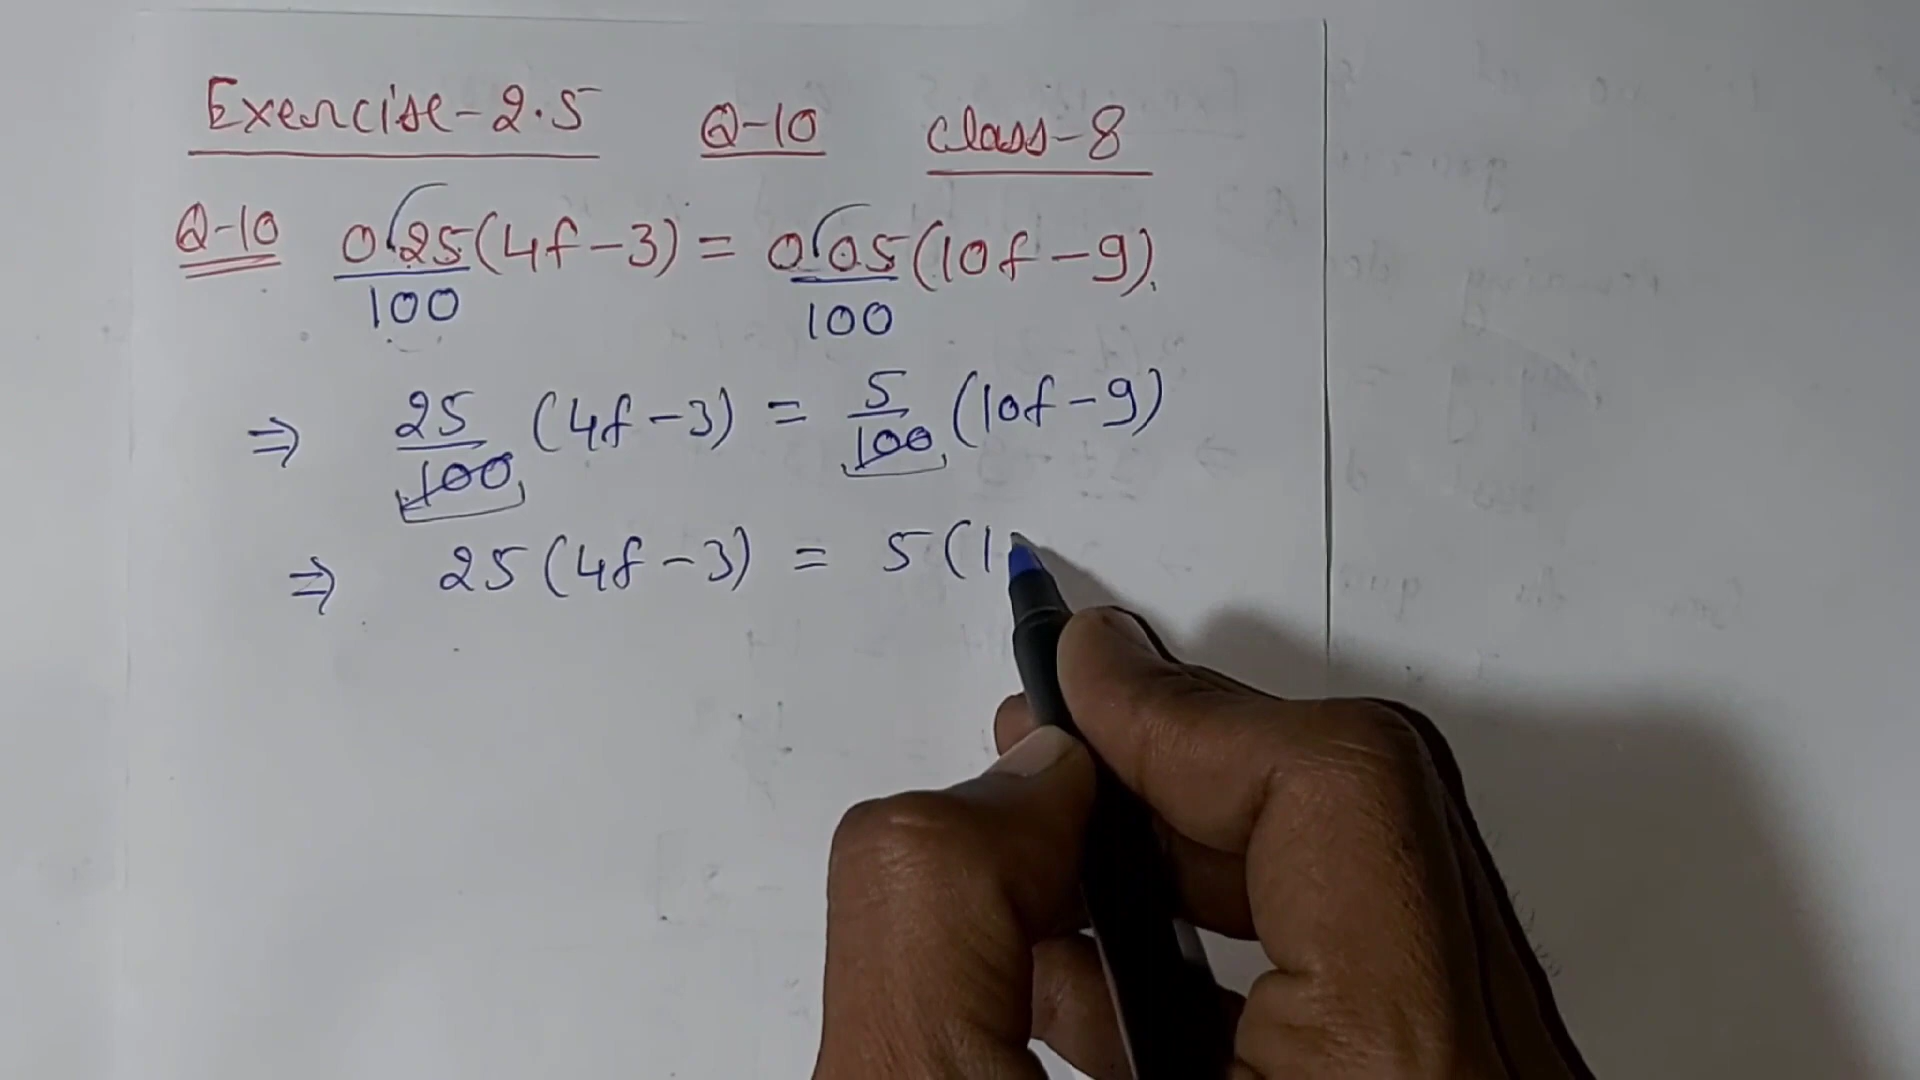 Exercise-2.5 Q-10 Class-8
Q-10 0.25(4f-3) = 0.05(10f-9).
100 100
⇒ 25/100 (4f-3) = 5/100 (10f-9)
⇒ 25(4f-3) = 5(1